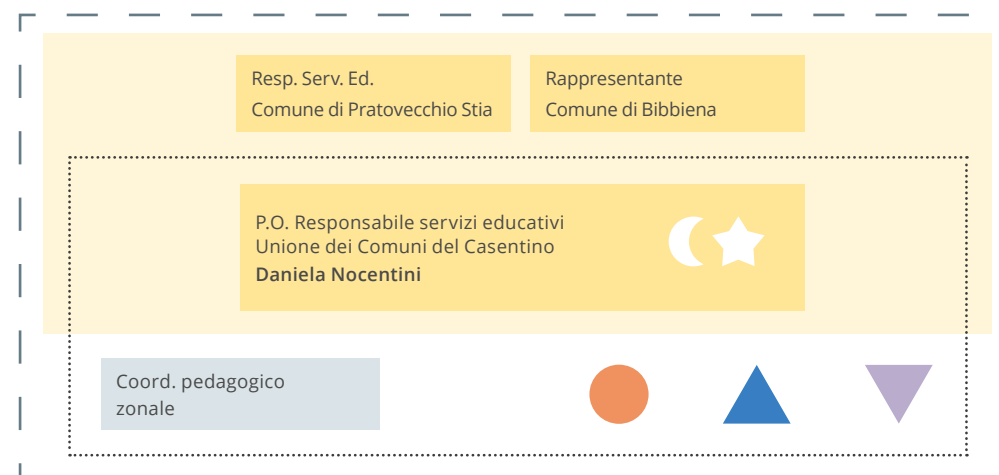 Resp. Serv. Ed.
Comune di Pratovecchio Stia
Rappresentante
Comune di Bibbiena
P.O. Responsabile servizi educativi
Unione dei Comuni del Casentino
Daniela Nocentini
Coord. pedagogico
zonale